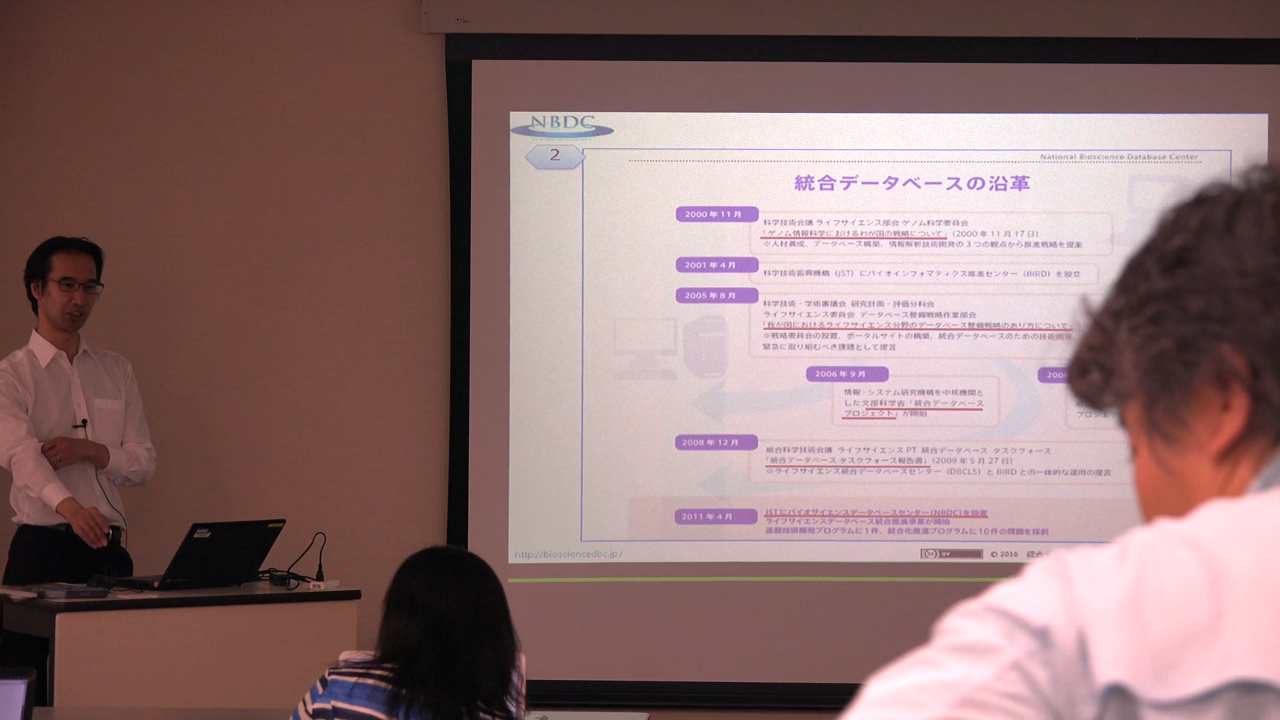 NBDC
2
National Bioscience Database Center
統合データベースの沿革
2000年11月
科学技術会議 ライフサイエンス部会 ゲノム科学委員会
「ゲノム情報科学におけるわが国の戦略について」(2000年11月17日)
※人材養成、データベース構築、情報解析技術開発の3つの観点から推進戦略を提案
2001年4月
科学技術振興機構(JST)にバイオインフォマティクス推進センター(BIRD)を設立
2005年8月
科学技術・学術審議会 研究計画・評価分科会
ライフサイエンス委員会 データベース整備戦略作業部会
「我が国におけるライフサイエンス分野のデータベース整備戦略のあり方について」
※戦略委員会の設置、ポータルサイトの構築、統合データベースのための技術開発
緊急に取り組むべき課題として提言
2006年9月
200
情報・システム研究機構を中核機関と
した文部科学省「統合データベース
プロジェクト」が開始
プロジェ
2008年12月
総合科学技術会議 ライフサイエンスPT 統合データベース タスクフォース
「統合データベース タスクフォース報告書」(2009年5月27日)
※ライフサイエンス統合データベースセンター(DBCLS)とBIRDとの一体的な運用の提言
2011年4月
JSTにバイオサイエンスデータベースセンター(NBDC)を設置
ライフサイエンスデータベース統合推進事業が開始
基盤技術開発プログラムに1件、統合化推進プログラムに10件の課題を採択
http://biosciencedbc.jp/
cc BY
© 2016 統合